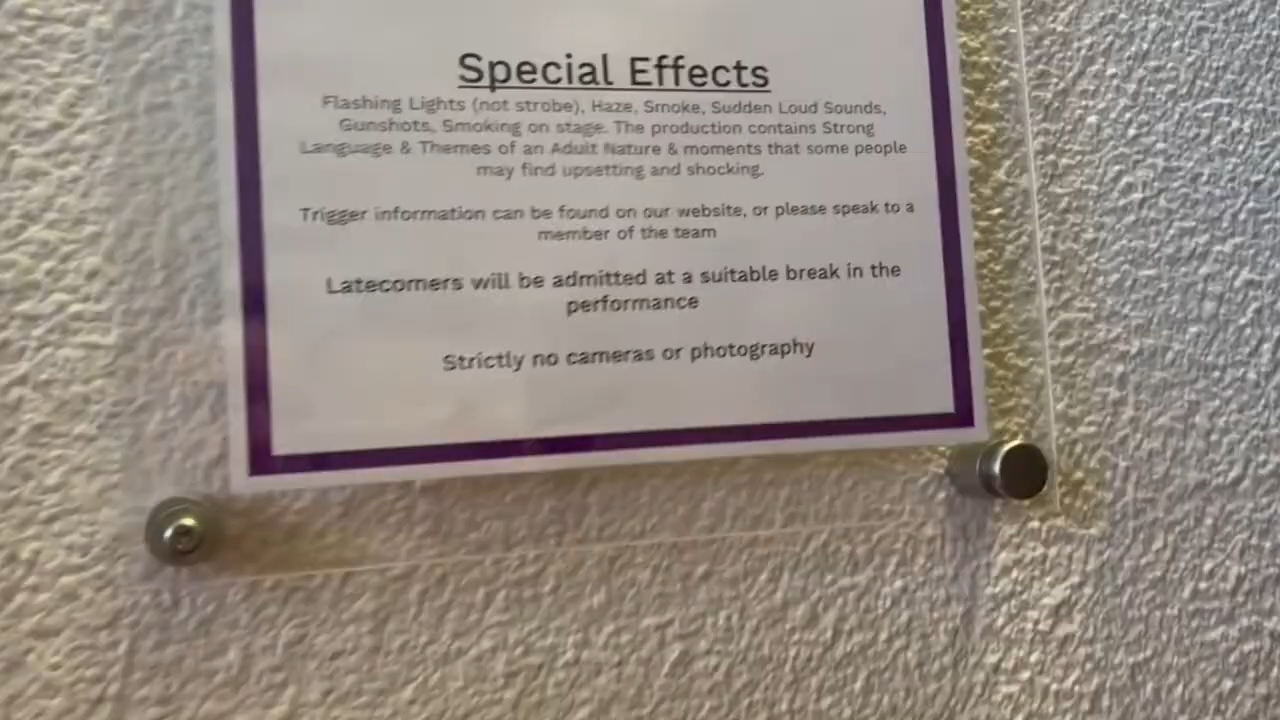 Special Effects
Flashing Lights (not strobe), Haze, Smoke, Sudden Loud Sounds,
Gunshots, Smoking on stage. The production contains Strong
Language & Themes of an Adult Nature & moments that some people
may find upsetting and shocking.
Trigger information can be found on our website, or please speak to a
member of the team
Latecomers will be admitted at a suitable break in the
performance
Strictly no cameras or photography